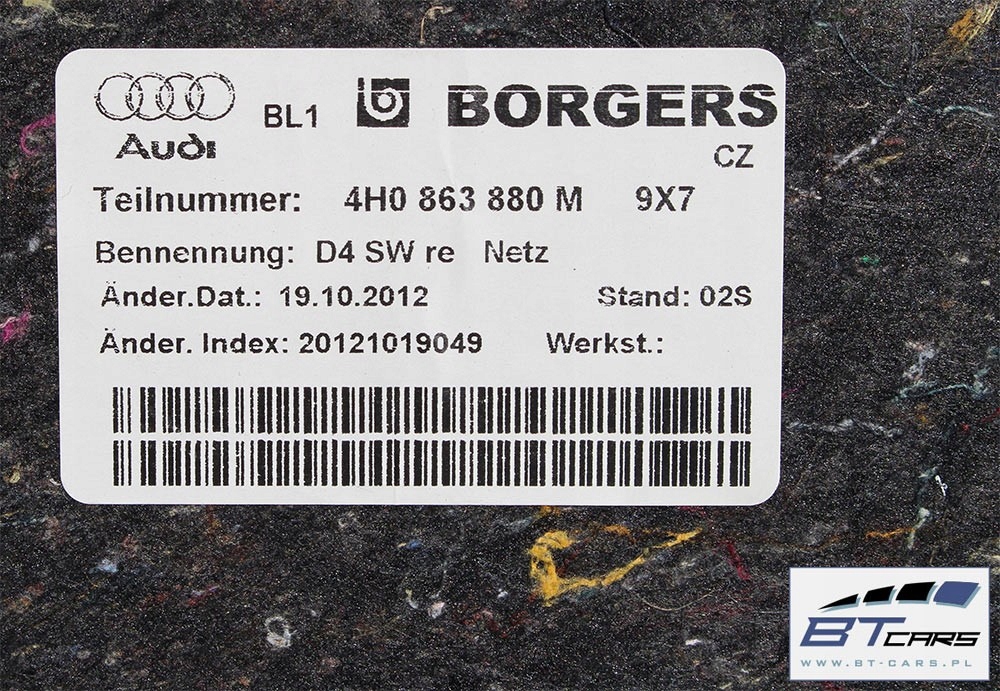 Audi BL1 BORGERS
CZ
Teilnummer: 4H0 863 880 M 9X7
Bennennung: D4 SW re Netz
Änder.Dat.: 19.10.2012 Stand: 02S
Änder. Index: 20121019049 Werkst.:
BT CARS
WWW.BT-CARS.PL